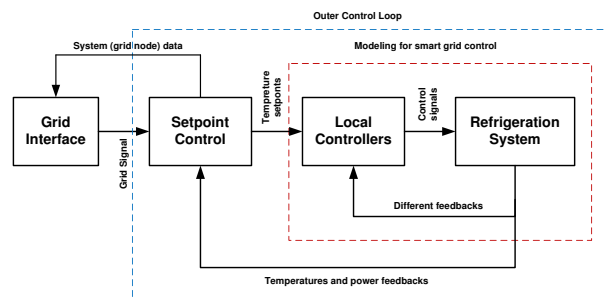 Outer Control Loop
System (grid node) data
Modeling for smart grid control
Grid
Interface
Grid Signal
Setpoint
Control
Tempreture
setponts
Local
Controllers
Control
signals
Refrigeration
System
Different feedbacks
Temperatures and power feedbacks